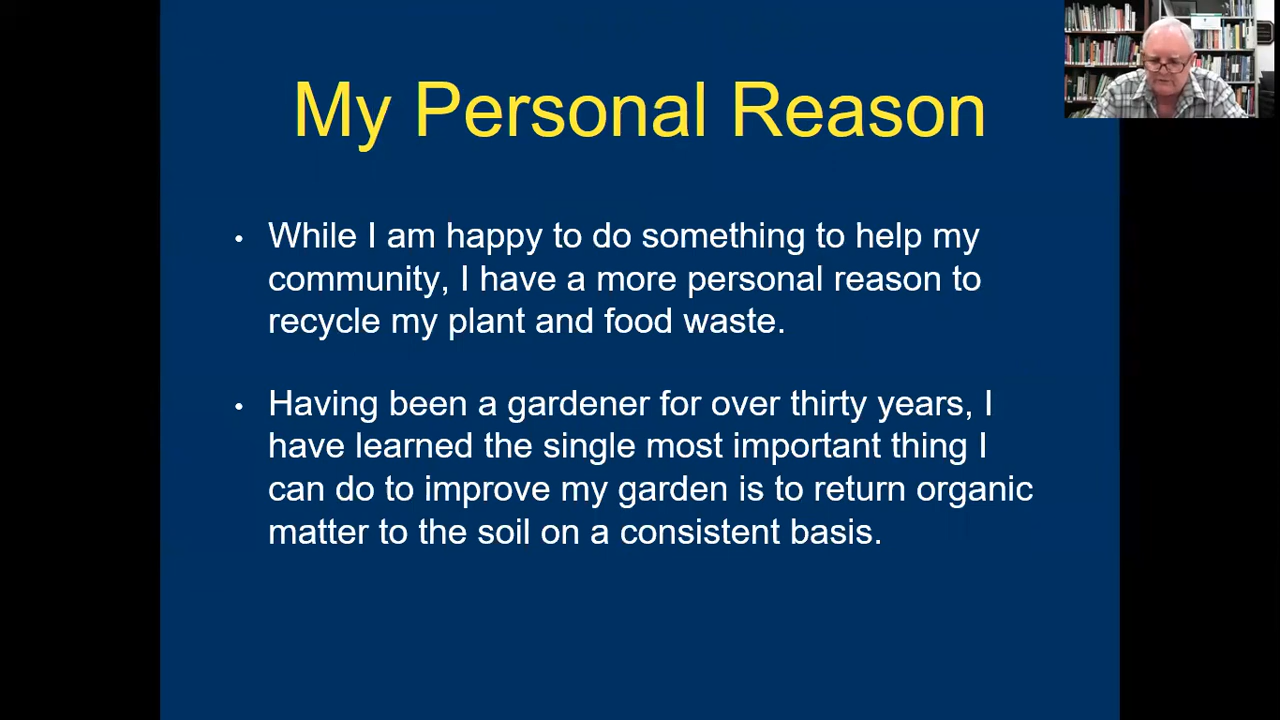 My Personal Reason
• While I am happy to do something to help my
community, I have a more personal reason to
recycle my plant and food waste.
• Having been a gardener for over thirty years, I
have learned the single most important thing I
can do to improve my garden is to return organic
matter to the soil on a consistent basis.